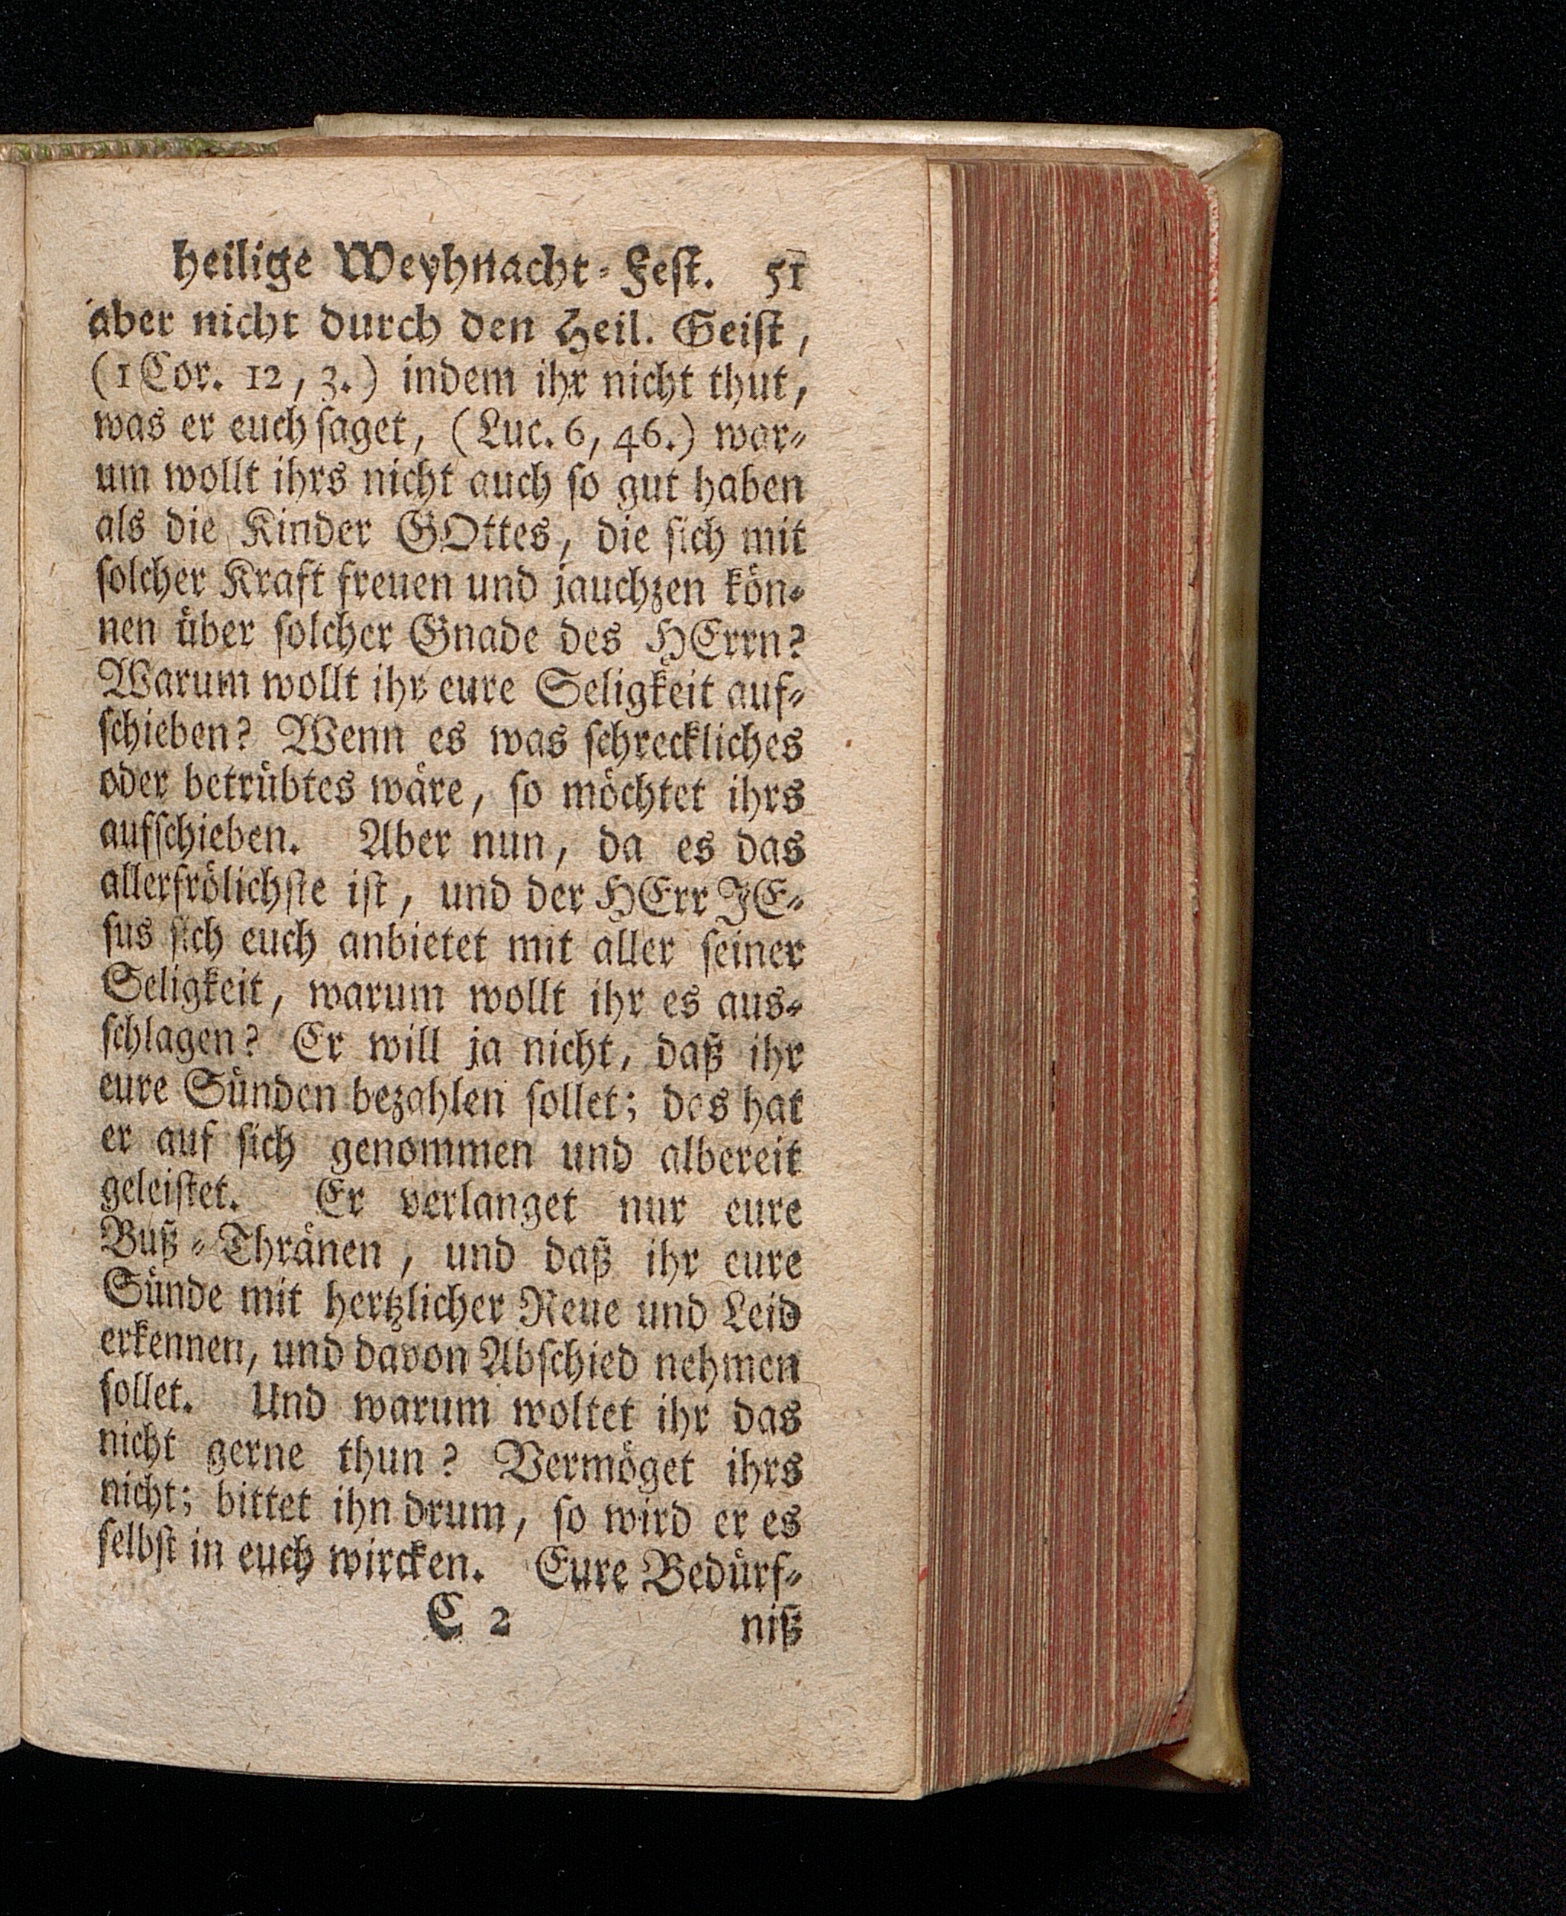 heilige Weyhnacht-Fest. 51
aber nicht durch den Heil. Geist,
(1 Cor. 12, 3.) indem ihr nicht thut,
was er euch saget, (Luc. 6, 46.) war-
um wollt ihrs nicht auch so gut haben
als die Kinder GOttes, die sich mit
solcher Kraft freuen und jauchzen kön-
nen über solcher Gnade des HErrn?
Warum wollt ihr eure Seligkeit auf-
schieben? Wenn es was schreckliches
oder betrübtes wäre, so möchtet ihrs
aufschieben. Aber nun, da es das
allerfrölichste ist, und der HErr JE-
sus sich euch anbietet mit aller seiner
Seligkeit, warum wollt ihr es aus-
schlagen? Er will ja nicht, daß ihr
eure Sünden bezahlen sollet; das hat
er auf sich genommen und albereit
geleistet. Er verlanget nur eure
Buß-Thränen, und daß ihr eure
Sünde mit hertzlicher Reue und Leid
erkennen, und davon Abschied nehmen
sollet. Und warum woltet ihr das
nicht gerne thun? Vermöget ihrs
nicht; bittet ihn drum, so wird er es
selbst in euch wircken. Eure Bedürf-
C 2 niß